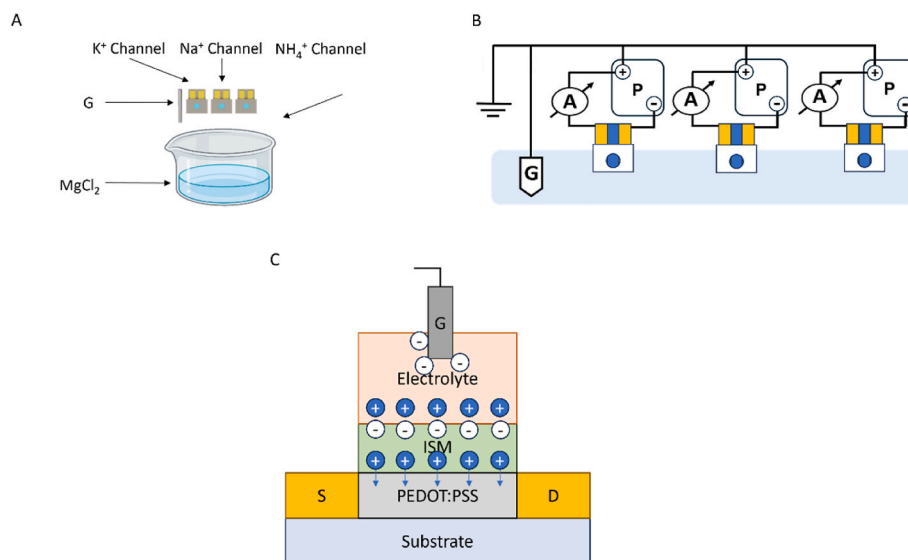 A
K⁺ Channel Na⁺ Channel NH₄⁺ Channel
G
MgCl₂
B
+ + +
A P A P A P
- - -
G
C
G
-
- -
Electrolyte
+ + + + +
- - - - -
ISM
+ + + + +
S PEDOT:PSS D
Substrate